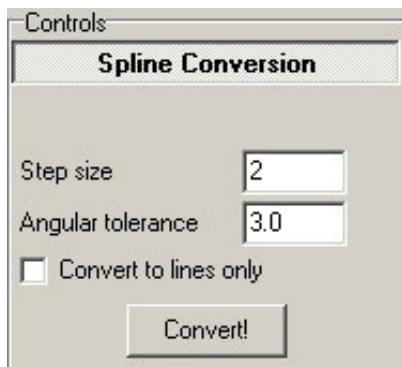 Controls
Spline Conversion
Step size 2
Angular tolerance 3.0
Convert to lines only
Convert!